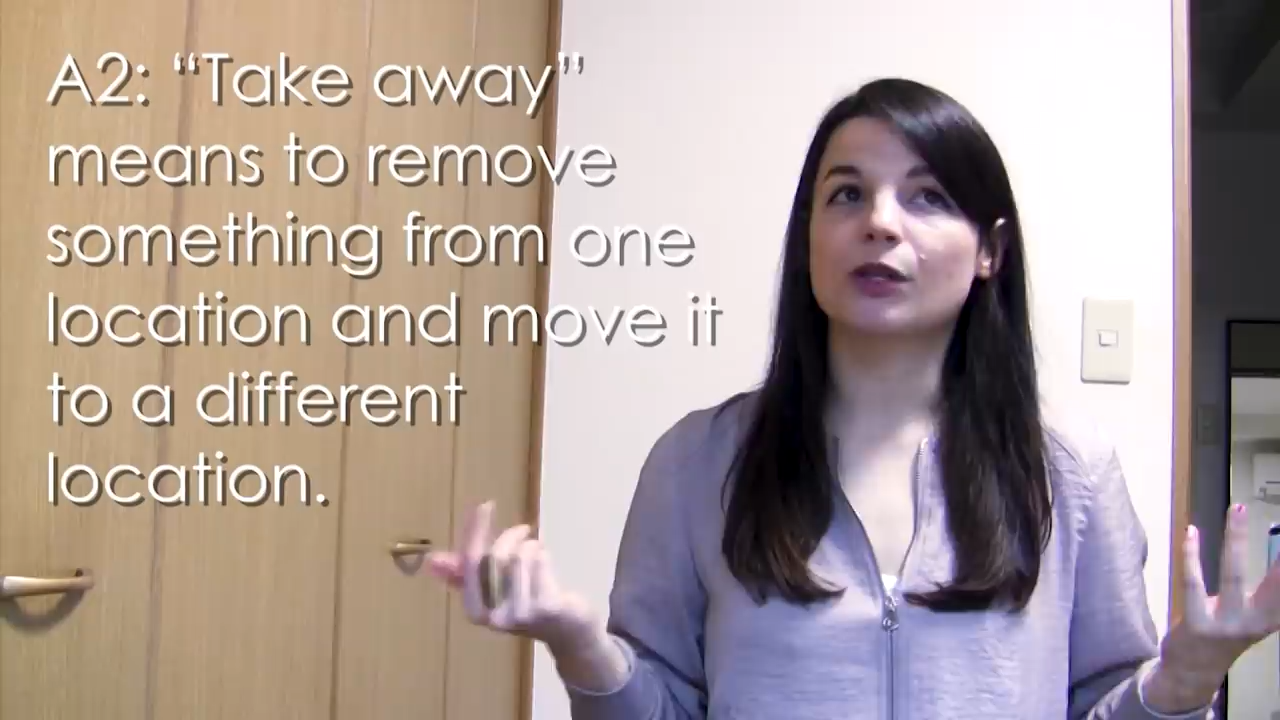 A2: “Take away”
means to remove
something from one
location and move it
to a different
location.